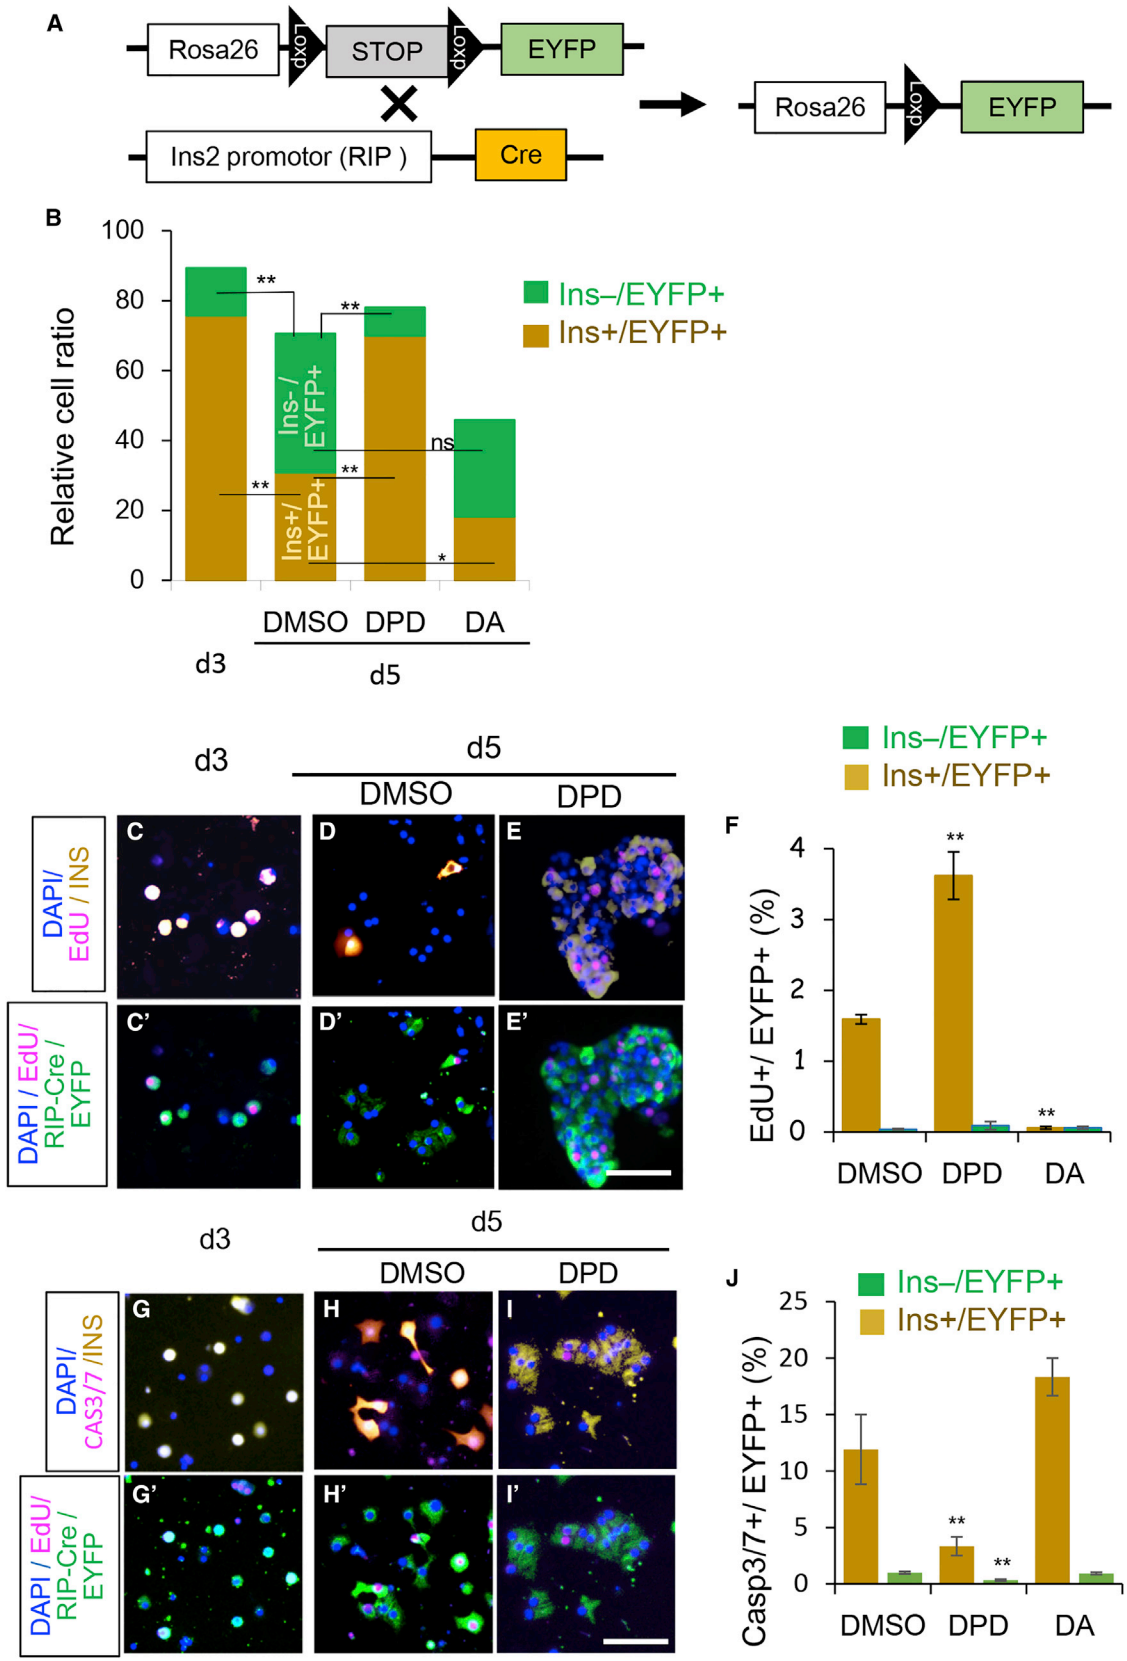 A
Rosa26
Loxp
STOP
Loxp
EYFP
Rosa26
Loxp
EYFP
Ins2 promotor (RIP )
Cre
B
Relative cell ratio
100
80
60
40
20
0
**
**
ns
**
**
*
Ins- /
EYFP+
Ins+/
EYFP+
Ins–/EYFP+
Ins+/EYFP+
DMSO
DPD
DA
d3
d5
d3
d5
DMSO
DPD
DAPI/
EdU / INS
C
D
E
DAPI / EdU/
RIP-Cre /
EYFP
C'
D'
E'
Ins–/EYFP+
Ins+/EYFP+
F
EdU+/ EYFP+ (%)
4
3
2
1
0
**
**
DMSO
DPD
DA
d3
d5
DMSO
DPD
DAPI/
CAS3/7 /INS
G
H
I
DAPI / EdU/
RIP-Cre /
EYFP
G'
H'
I'
J
Ins–/EYFP+
Ins+/EYFP+
Casp3/7+/ EYFP+ (%)
25
20
15
10
5
0
**
**
DMSO
DPD
DA